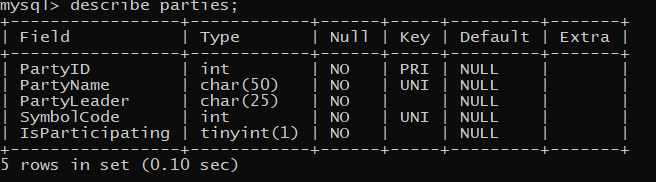 mysql> describe parties;
+-----------------+------------+------+-----+---------+-------+
| Field           | Type       | Null | Key | Default | Extra |
+-----------------+------------+------+-----+---------+-------+
| PartyID         | int        | NO   | PRI | NULL    |       |
| PartyName       | char(50)   | NO   | UNI | NULL    |       |
| PartyLeader     | char(25)   | NO   |     | NULL    |       |
| SymbolCode      | int        | NO   | UNI | NULL    |       |
| IsParticipating | tinyint(1) | NO   |     | NULL    |       |
+-----------------+------------+------+-----+---------+-------+
5 rows in set (0.10 sec)